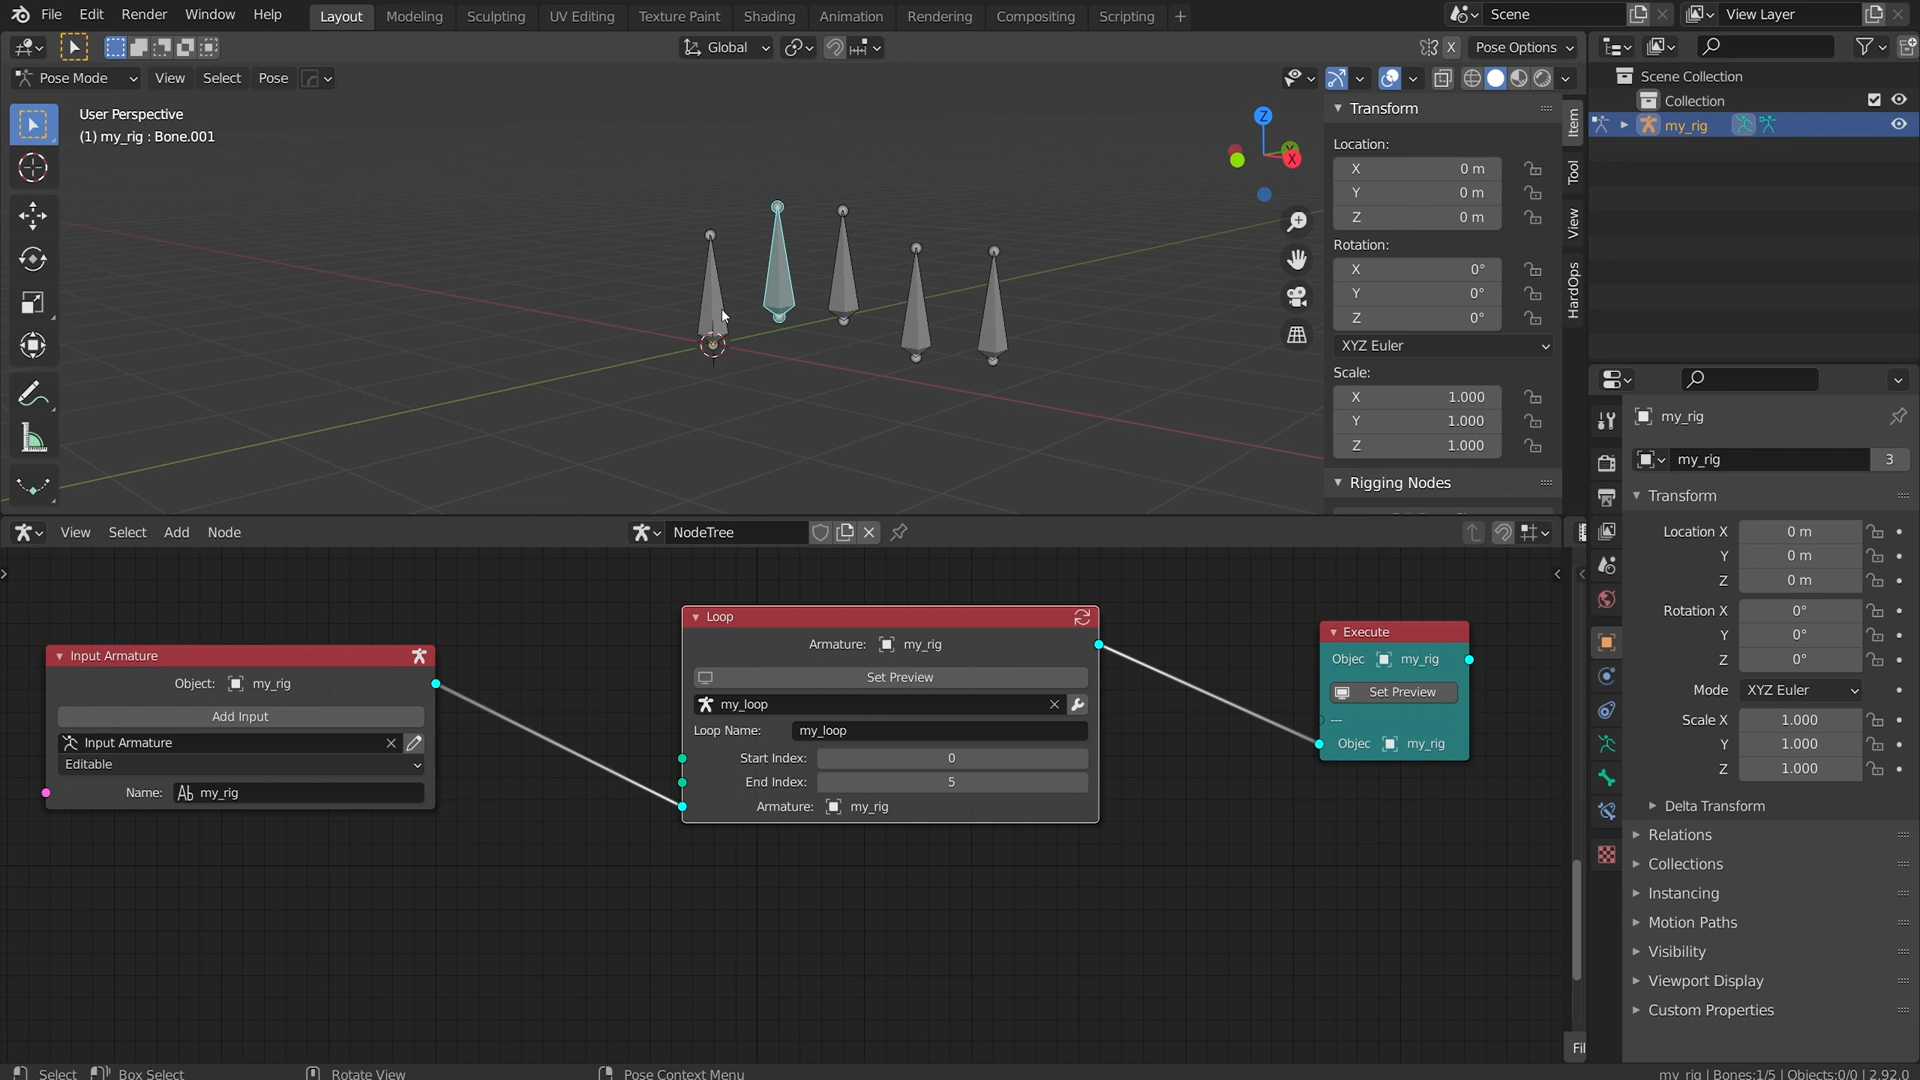 File Edit Render Window Help Layout Modeling Sculpting UV Editing Texture Paint Shading Animation Rendering Compositing Scripting + Scene View Layer
Global X Pose Options
Pose Mode View Select Pose
User Perspective
(1) my_rig : Bone.001
Z
X
Transform
Location:
X 0 m
Y 0 m
Z 0 m
Rotation:
X 0°
Y 0°
Z 0°
XYZ Euler
Scale:
X 1.000
Y 1.000
Z 1.000
Rigging Nodes
Item
Tool
View
HardOps
Scene Collection
Collection
my_rig
my_rig
my_rig 3
Transform
Location X 0 m
Y 0 m
Z 0 m
Rotation X 0°
Y 0°
Z 0°
Mode XYZ Euler
Scale X 1.000
Y 1.000
Z 1.000
Delta Transform
Relations
Collections
Instancing
Motion Paths
Visibility
Viewport Display
Custom Properties
View Select Add Node NodeTree
Input Armature
Object: my_rig
Add Input
Input Armature
Editable
Name: my_rig
Loop
Armature: my_rig
Set Preview
my_loop
Loop Name: my_loop
Start Index: 0
End Index: 5
Armature: my_rig
Execute
Objec my_rig
Set Preview
---
Objec my_rig
Fil
Select Box Select Rotate View Pose Context Menu my_rig | Bones:1/5 | Objects:0/0 | 2.92.0